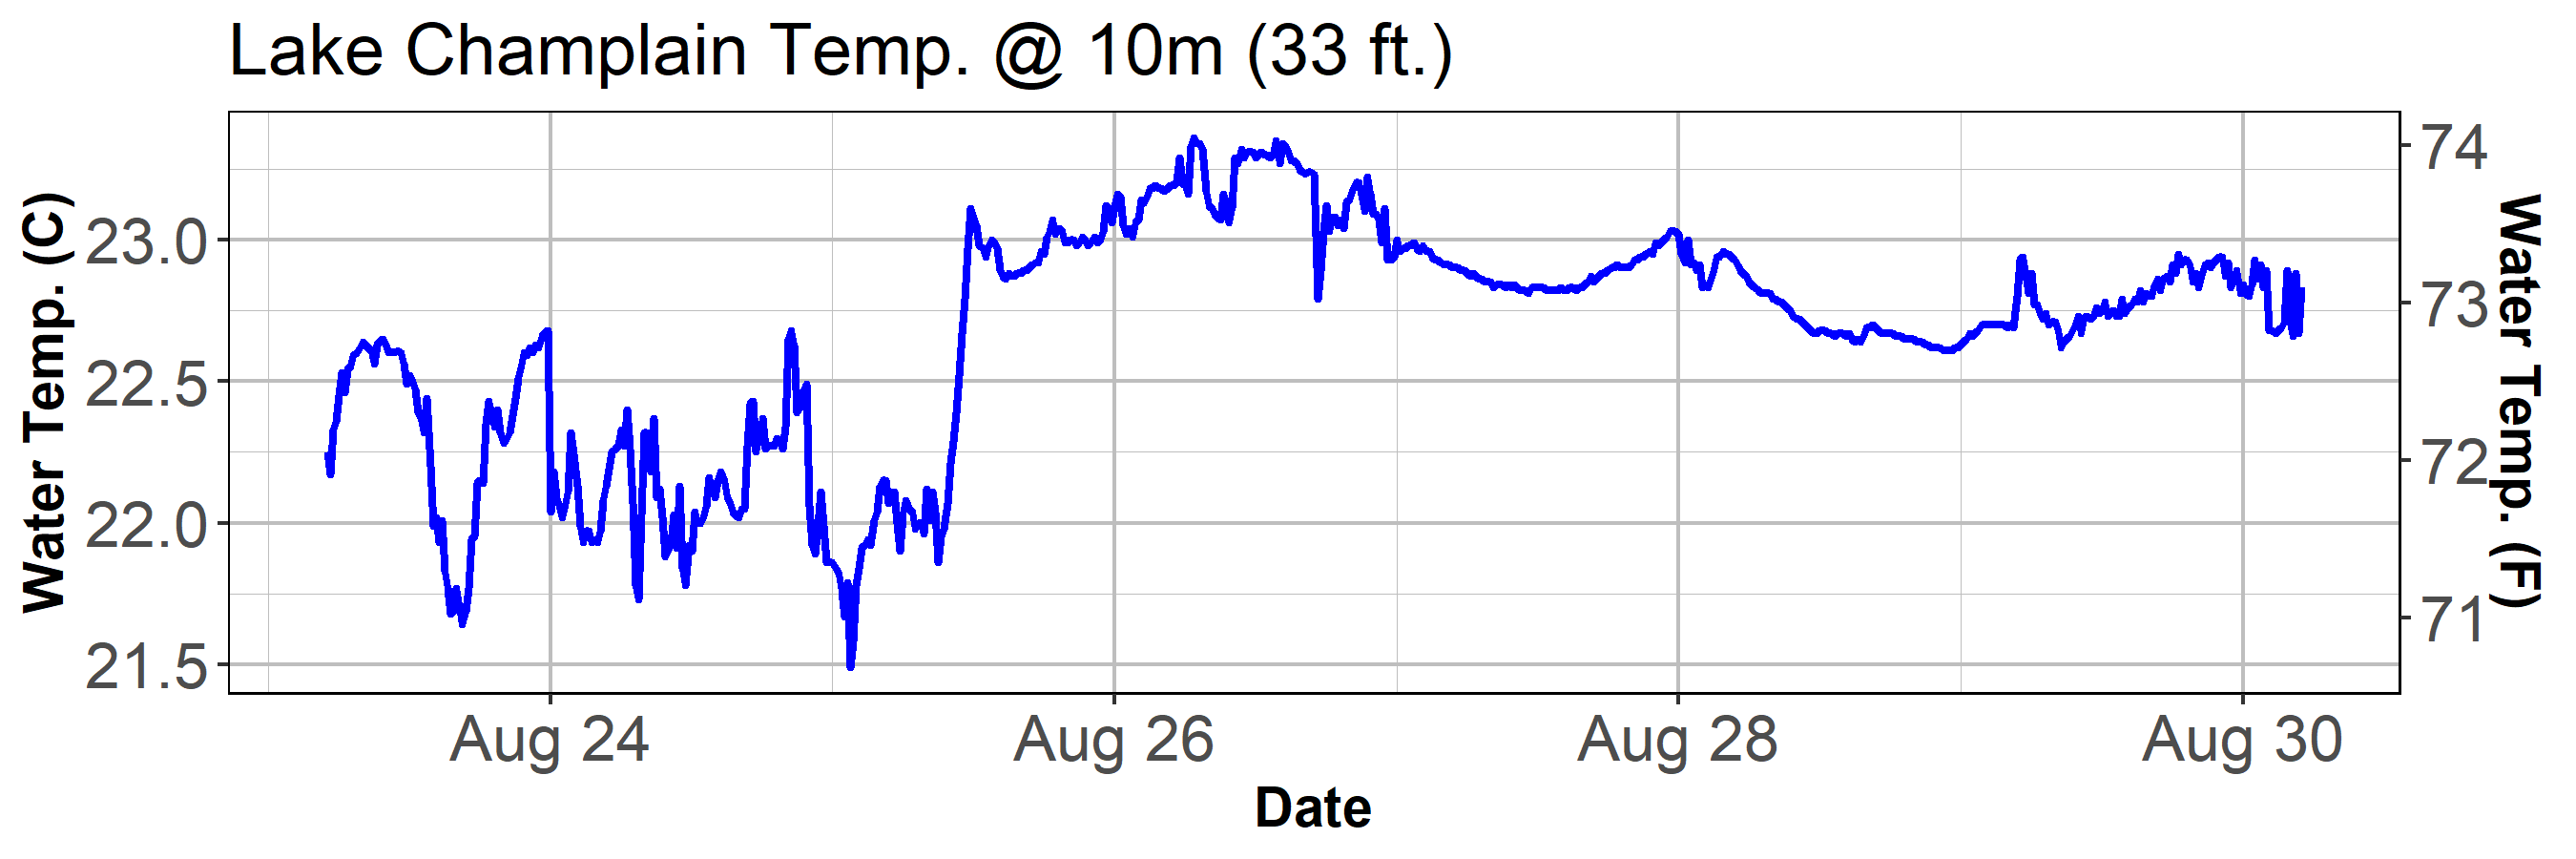 Lake Champlain Temp. @ 10m (33 ft.)
Water Temp. (C)
23.0
22.5
22.0
21.5
74
73
72
71
Water Temp. (F)
Aug 24
Aug 26
Aug 28
Aug 30
Date